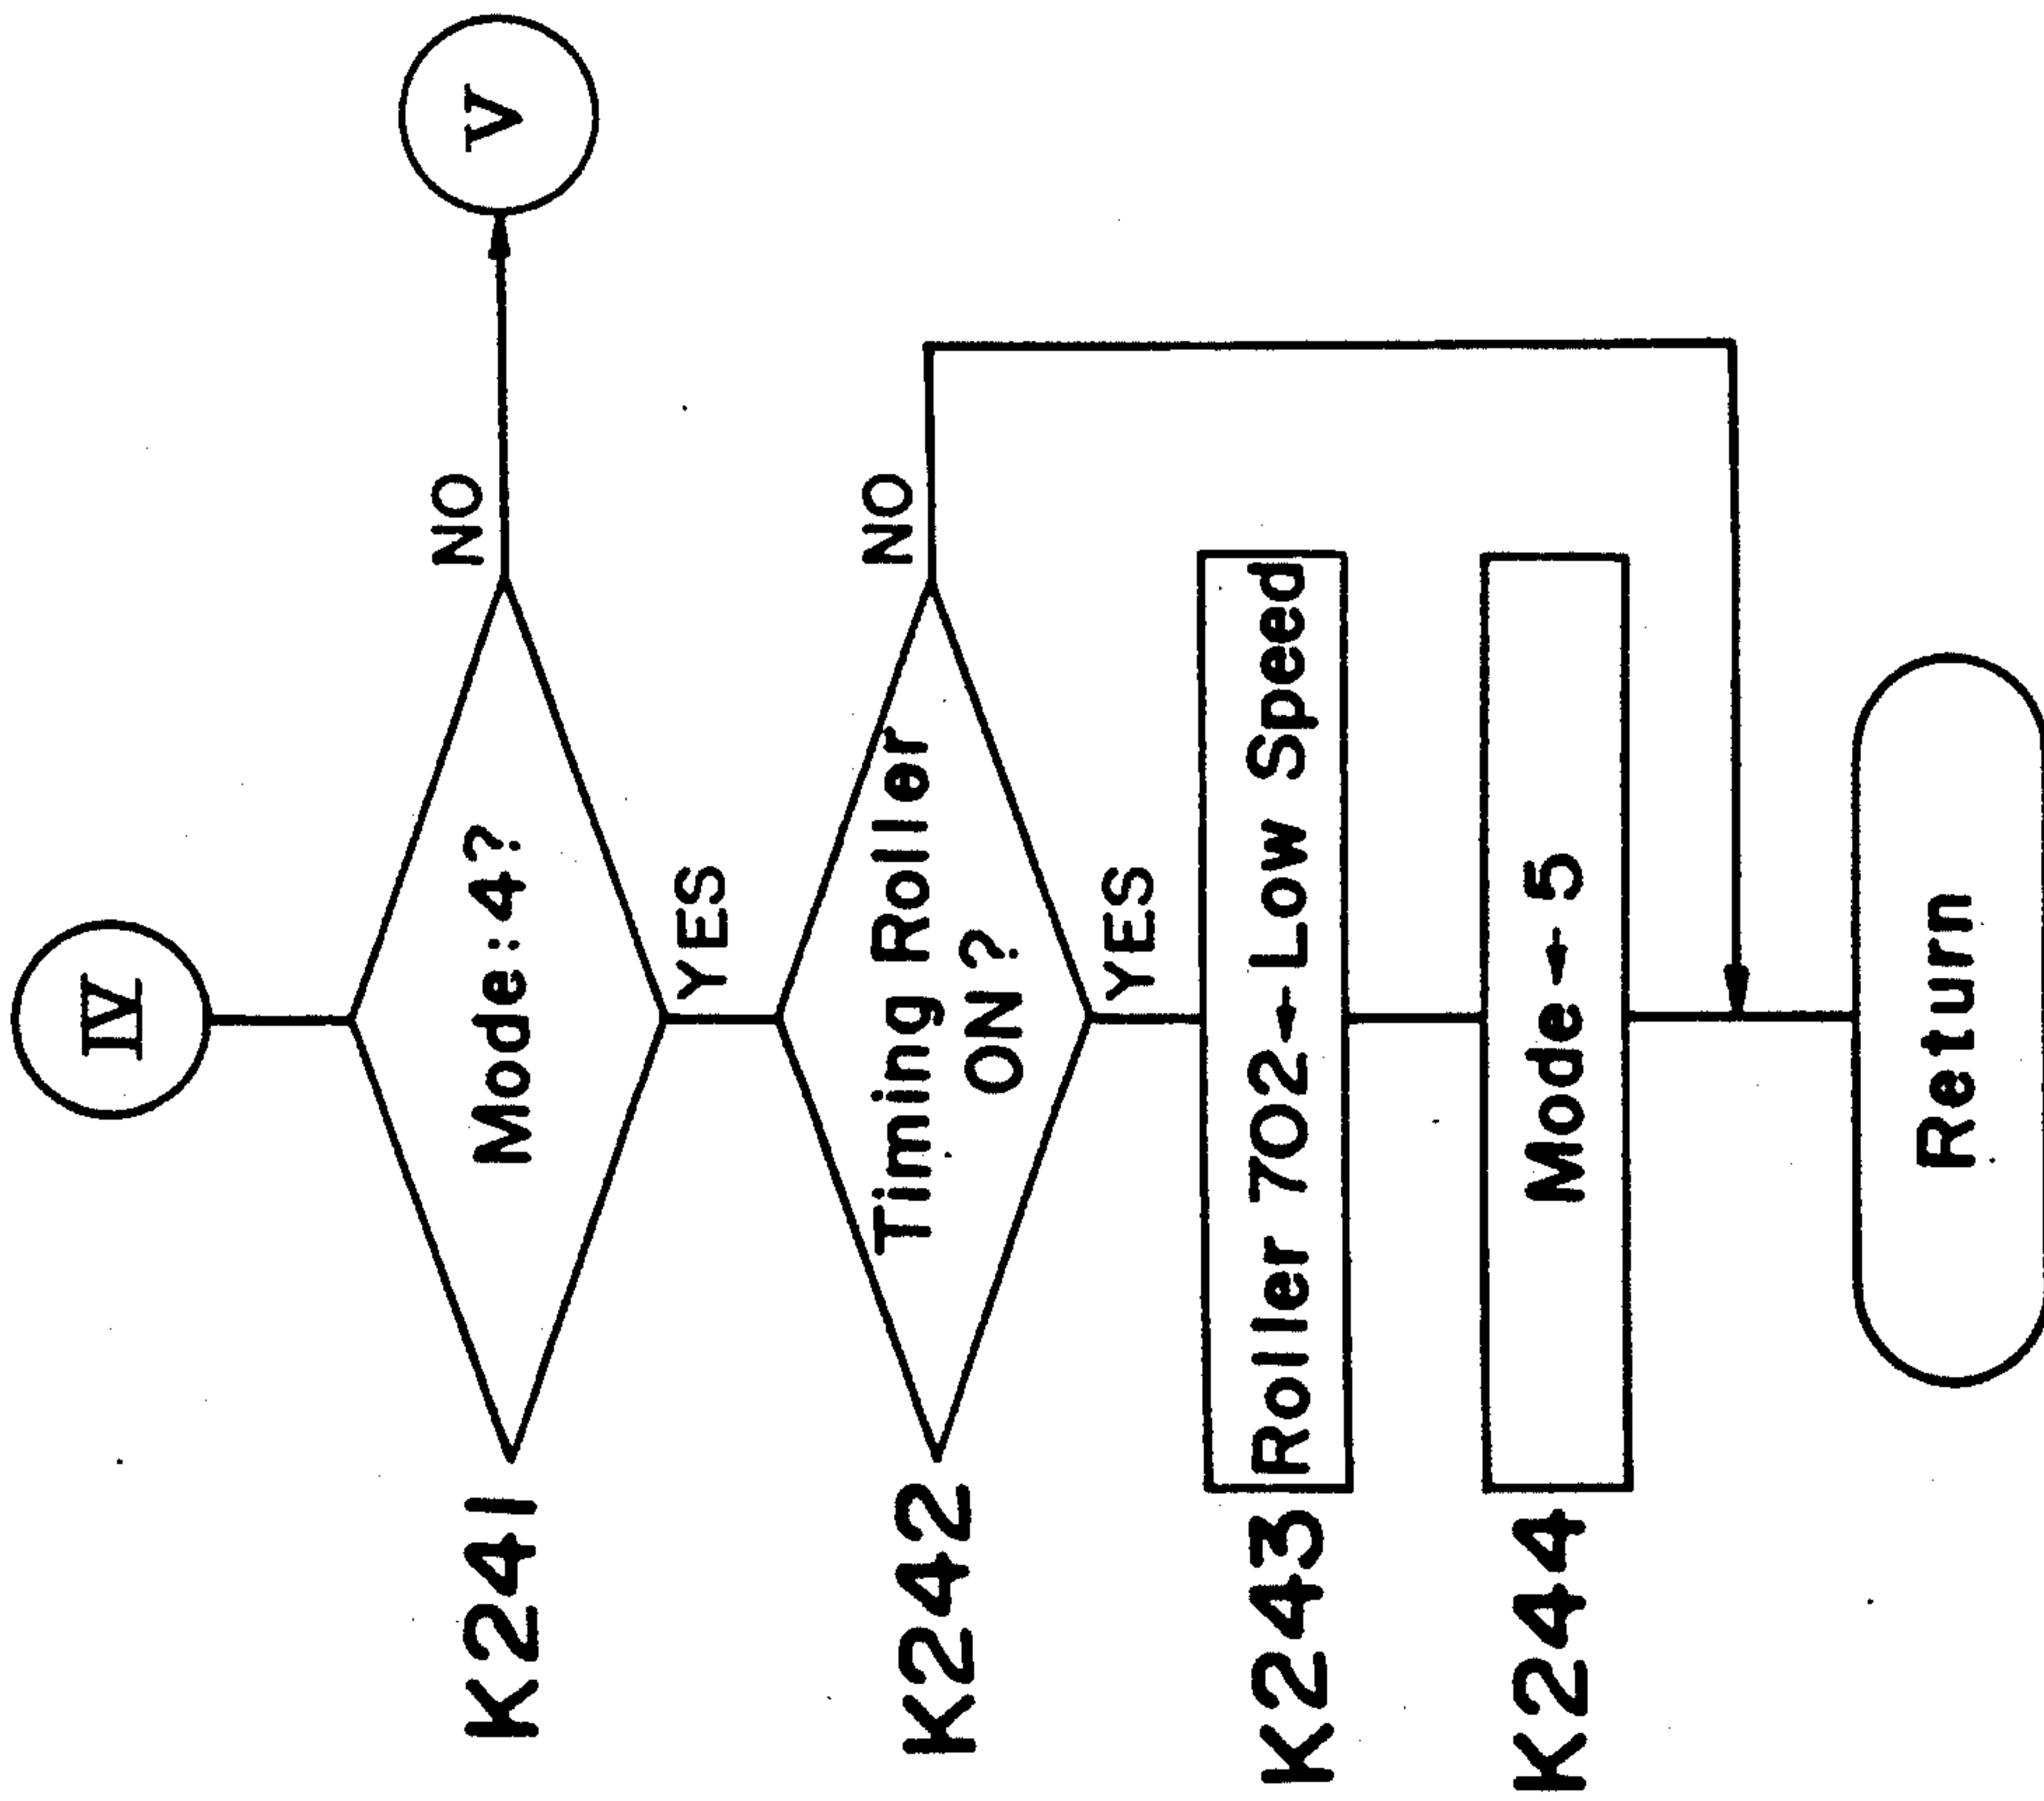 IV
K241
Mode:4?
NO
V
YES
K242
Timing Roller
ON?
NO
YES
K243
Roller 702←Low Speed
K244
Mode←5
Return